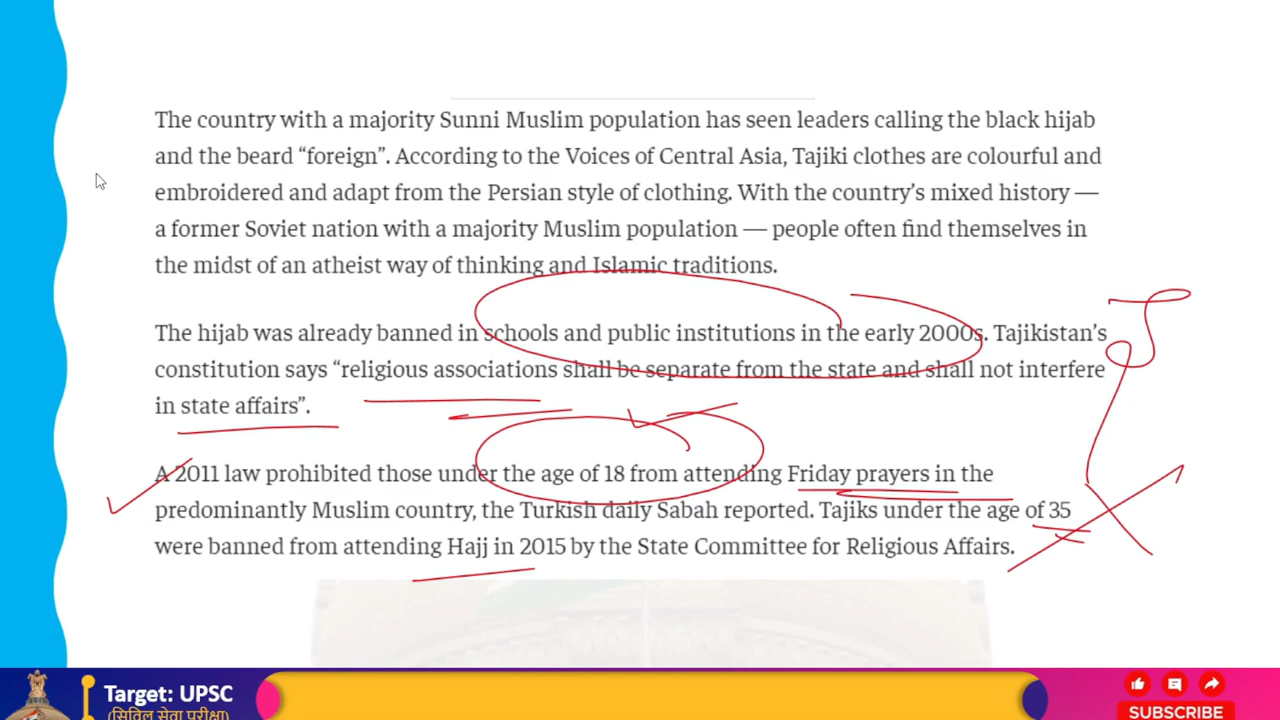 The country with a majority Sunni Muslim population has seen leaders calling the black hijab
and the beard “foreign”. According to the Voices of Central Asia, Tajiki clothes are colourful and
embroidered and adapt from the Persian style of clothing. With the country’s mixed history —
a former Soviet nation with a majority Muslim population — people often find themselves in
the midst of an atheist way of thinking and Islamic traditions.
The hijab was already banned in schools and public institutions in the early 2000s. Tajikistan’s
constitution says “religious associations shall be separate from the state and shall not interfere
in state affairs”.
A 2011 law prohibited those under the age of 18 from attending Friday prayers in the
predominantly Muslim country, the Turkish daily Sabah reported. Tajiks under the age of 35
were banned from attending Hajj in 2015 by the State Committee for Religious Affairs.
Target: UPSC
(सिविल सेवा परीक्षा)
SUBSCRIBE